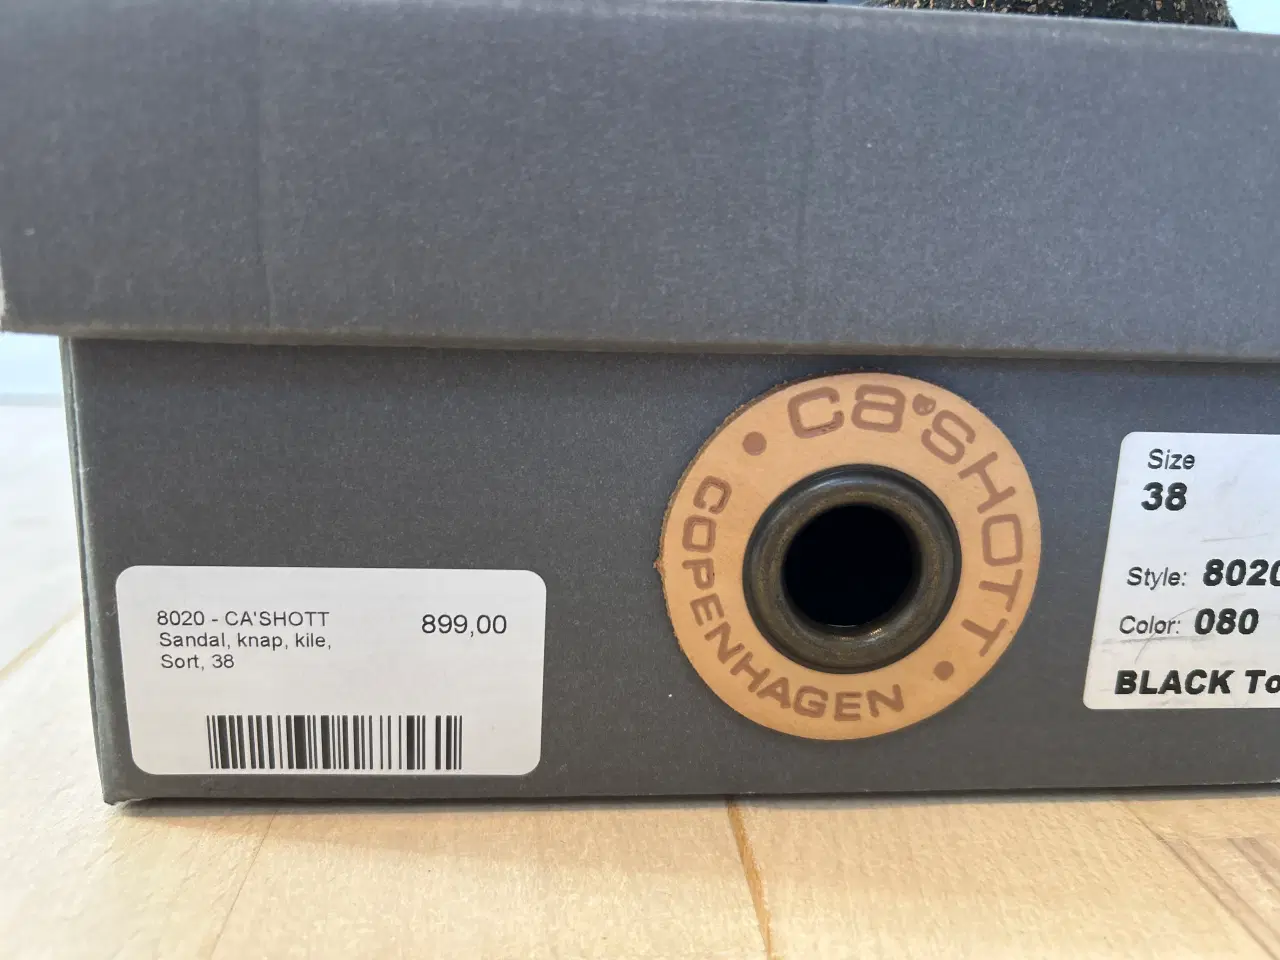 8020 - CA'SHOTT
899,00
Sandal, knap, kile,
Sort, 38
CA'SHOTT
COPENHAGEN
Size
38
Style: 8020
Color: 080
BLACK